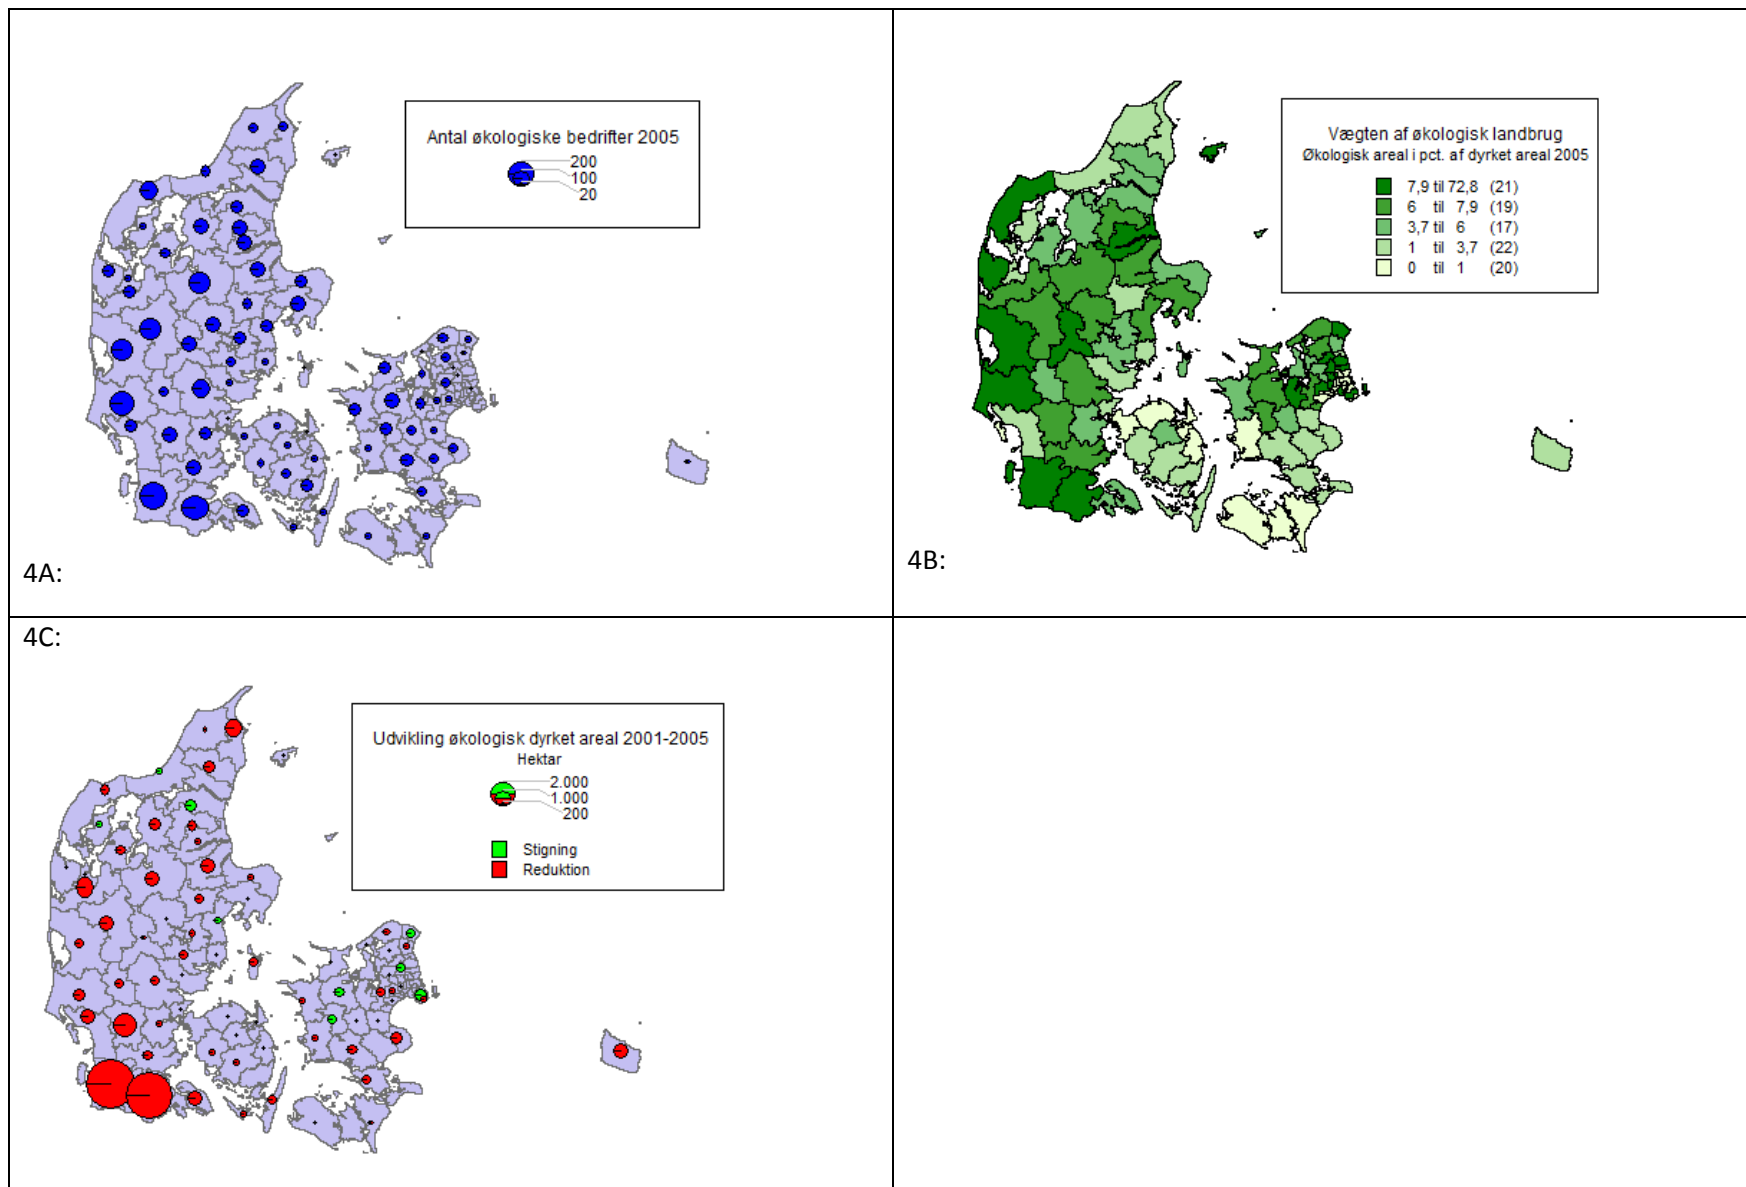 Antal økologiske bedrifter 2005
200
100
20
4A:
Vægten af økologisk landbrug
Økologisk areal i pct. af dyrket areal 2005
7,9 til 72,8 (21)
6 til 7,9 (19)
3,7 til 6 (17)
1 til 3,7 (22)
0 til 1 (20)
4B:
4C:
Udvikling økologisk dyrket areal 2001-2005
Hektar
2.000
1.000
200
Stigning
Reduktion